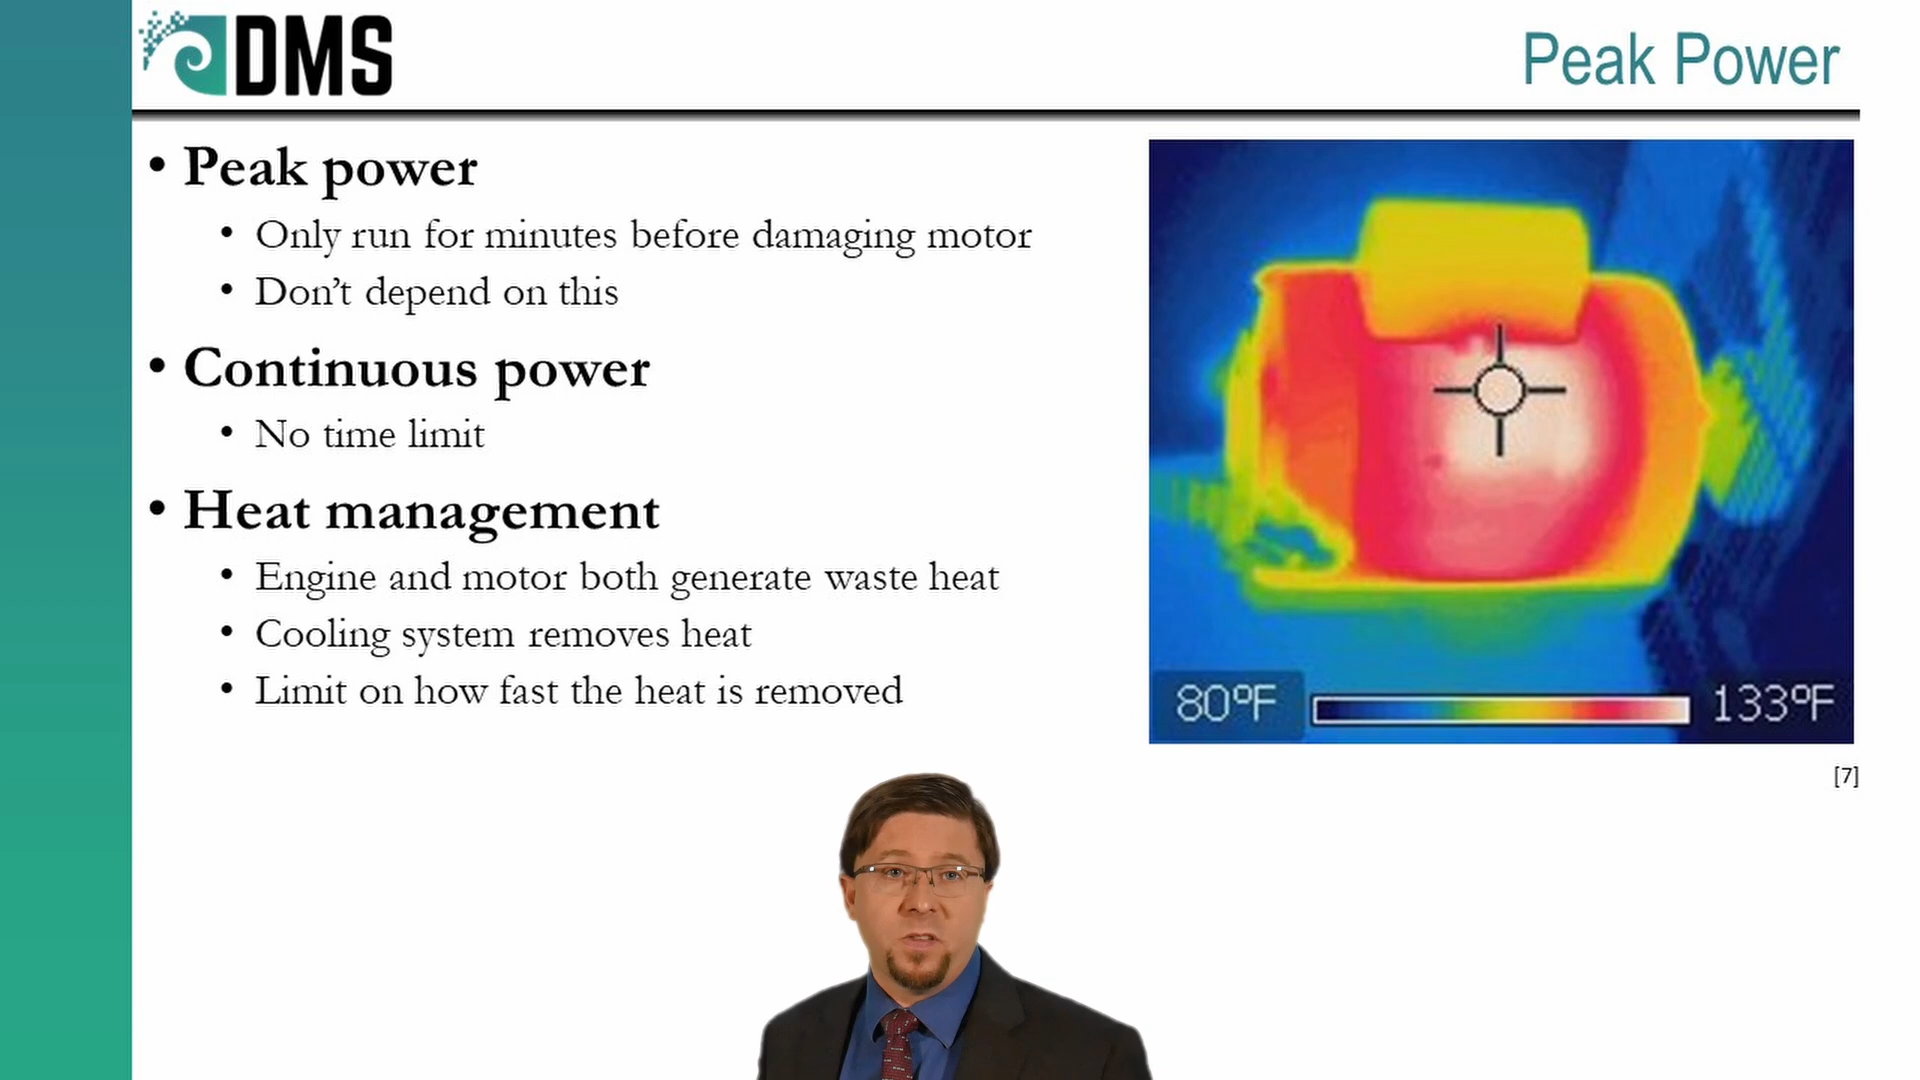 DMS
Peak Power
• Peak power
• Only run for minutes before damaging motor
• Don't depend on this
• Continuous power
• No time limit
• Heat management
• Engine and motor both generate waste heat
• Cooling system removes heat
• Limit on how fast the heat is removed
80ºF
133ºF
[7]